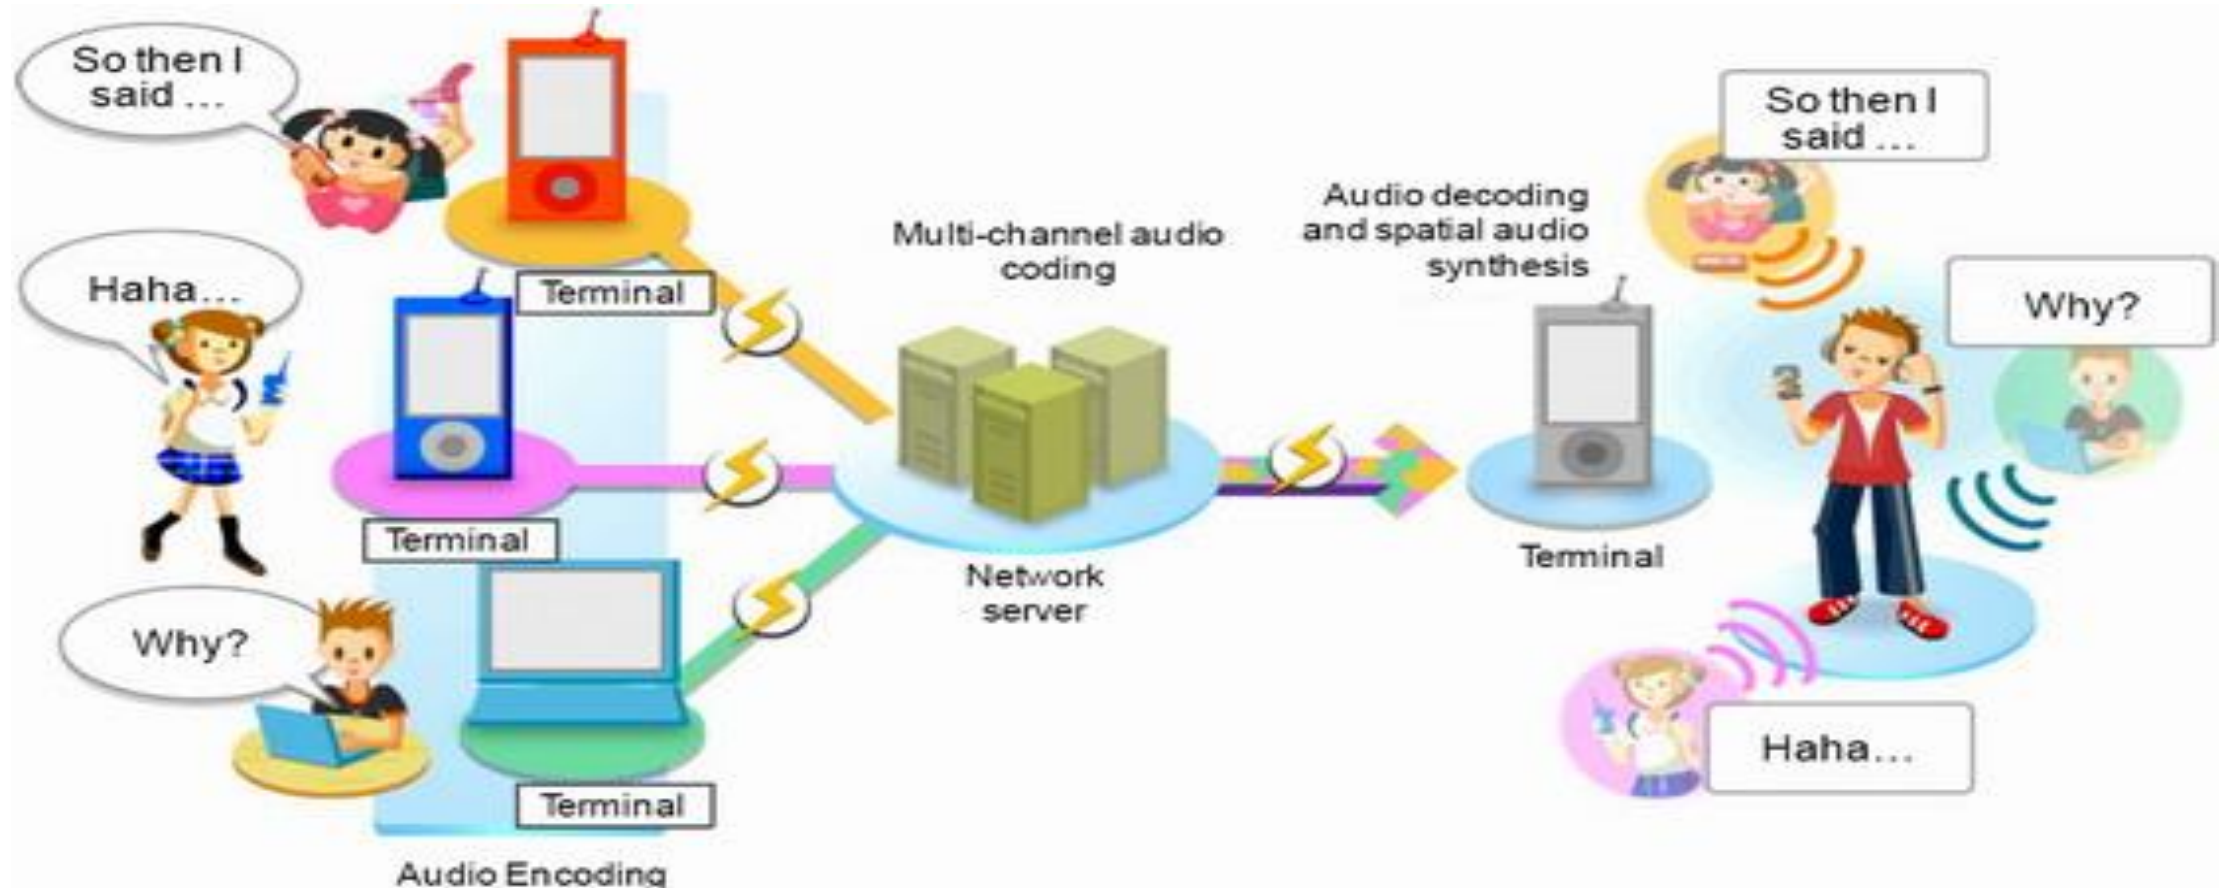 So then I
said ...
Terminal
Haha...
Terminal
Why?
Terminal
Audio Encoding
Multi-channel audio
coding
Network
server
Audio decoding
and spatial audio
synthesis
Terminal
So then I
said ...
Why?
Haha...